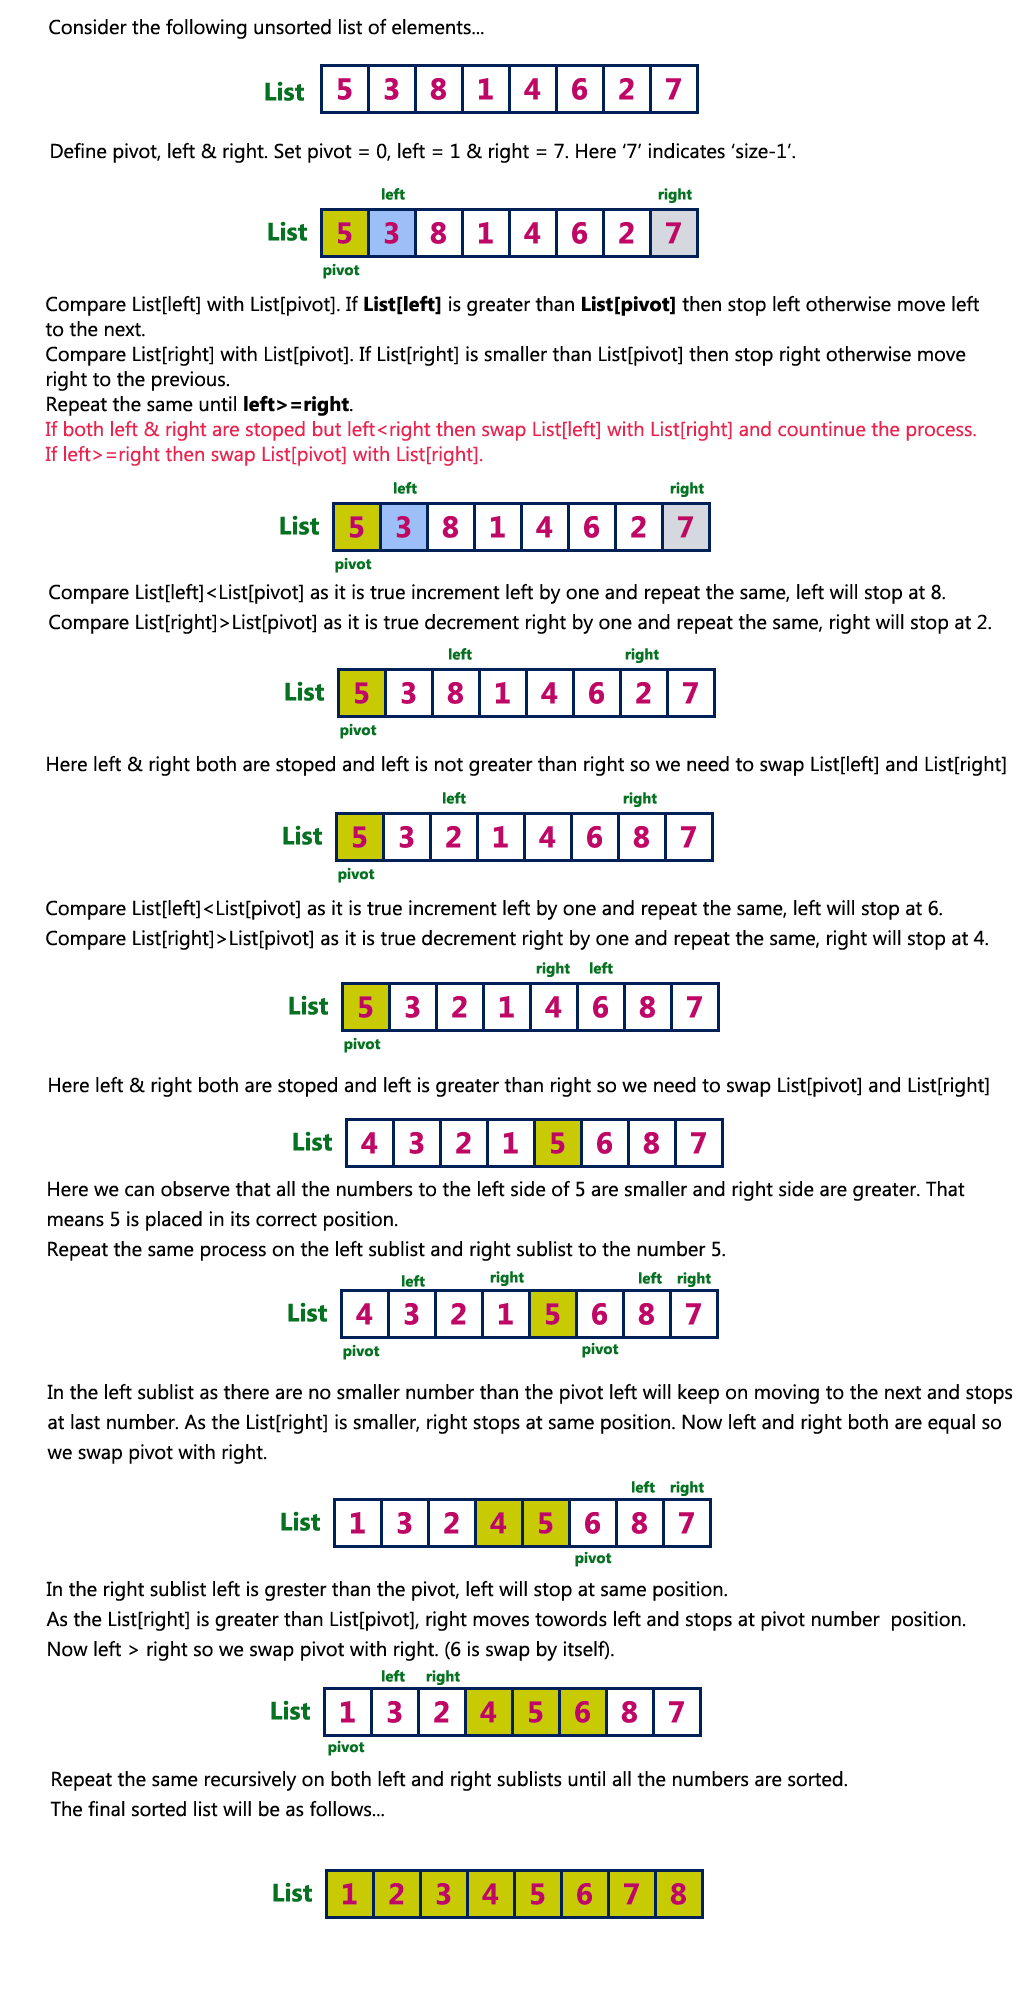 Consider the following unsorted list of elements...
List 5 3 8 1 4 6 2 7
Define pivot, left & right. Set pivot = 0, left = 1 & right = 7. Here '7' indicates 'size-1'.
left right
List 5 3 8 1 4 6 2 7
pivot
Compare List[left] with List[pivot]. If List[left] is greater than List[pivot] then stop left otherwise move left
to the next.
Compare List[right] with List[pivot]. If List[right] is smaller than List[pivot] then stop right otherwise move
right to the previous.
Repeat the same until left>=right.
If both left & right are stoped but left<right then swap List[left] with List[right] and countinue the process.
If left>=right then swap List[pivot] with List[right].
left right
List 5 3 8 1 4 6 2 7
pivot
Compare List[left]<List[pivot] as it is true increment left by one and repeat the same, left will stop at 8.
Compare List[right]>List[pivot] as it is true decrement right by one and repeat the same, right will stop at 2.
left right
List 5 3 8 1 4 6 2 7
pivot
Here left & right both are stoped and left is not greater than right so we need to swap List[left] and List[right]
left right
List 5 3 2 1 4 6 8 7
pivot
Compare List[left]<List[pivot] as it is true increment left by one and repeat the same, left will stop at 6.
Compare List[right]>List[pivot] as it is true decrement right by one and repeat the same, right will stop at 4.
right left
List 5 3 2 1 4 6 8 7
pivot
Here left & right both are stoped and left is greater than right so we need to swap List[pivot] and List[right]
List 4 3 2 1 5 6 8 7
Here we can observe that all the numbers to the left side of 5 are smaller and right side are greater. That
means 5 is placed in its correct position.
Repeat the same process on the left sublist and right sublist to the number 5.
left right left right
List 4 3 2 1 5 6 8 7
pivot pivot
In the left sublist as there are no smaller number than the pivot left will keep on moving to the next and stops
at last number. As the List[right] is smaller, right stops at same position. Now left and right both are equal so
we swap pivot with right.
left right
List 1 3 2 4 5 6 8 7
pivot
In the right sublist left is grester than the pivot, left will stop at same position.
As the List[right] is greater than List[pivot], right moves towords left and stops at pivot number position.
Now left > right so we swap pivot with right. (6 is swap by itself).
left right
List 1 3 2 4 5 6 8 7
pivot
Repeat the same recursively on both left and right sublists until all the numbers are sorted.
The final sorted list will be as follows...
List 1 2 3 4 5 6 7 8